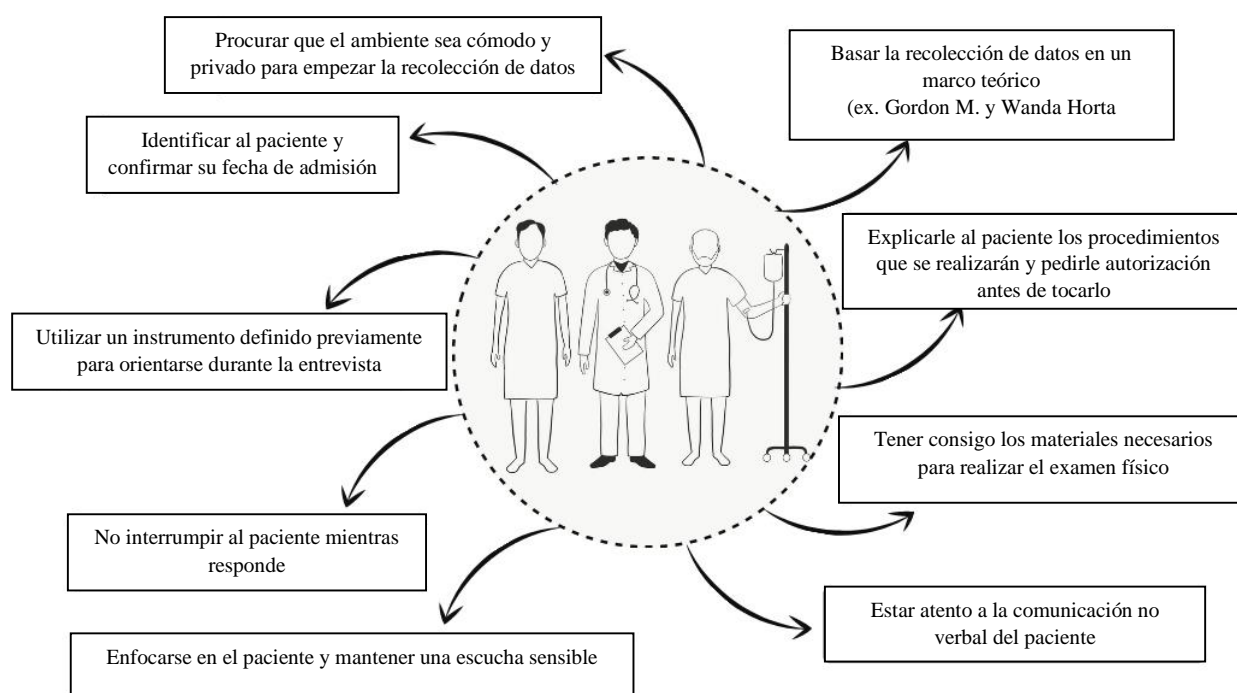 Procurar que el ambiente sea cómodo y
privado para empezar la recolección de datos
Basar la recolección de datos en un
marco teórico
(ex. Gordon M. y Wanda Horta
Identificar al paciente y
confirmar su fecha de admisión
Explicarle al paciente los procedimientos
que se realizarán y pedirle autorización
antes de tocarlo
Utilizar un instrumento definido previamente
para orientarse durante la entrevista
Tener consigo los materiales necesarios
para realizar el examen físico
No interrumpir al paciente mientras
responde
Estar atento a la comunicación no
verbal del paciente
Enfocarse en el paciente y mantener una escucha sensible